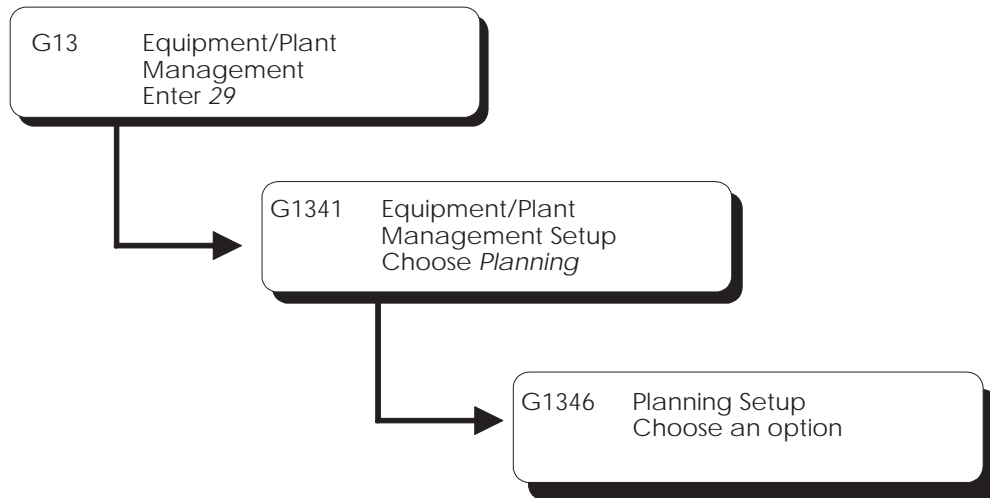 G13 Equipment/Plant
Management
Enter 29
G1341 Equipment/Plant
Management Setup
Choose Planning
G1346 Planning Setup
Choose an option